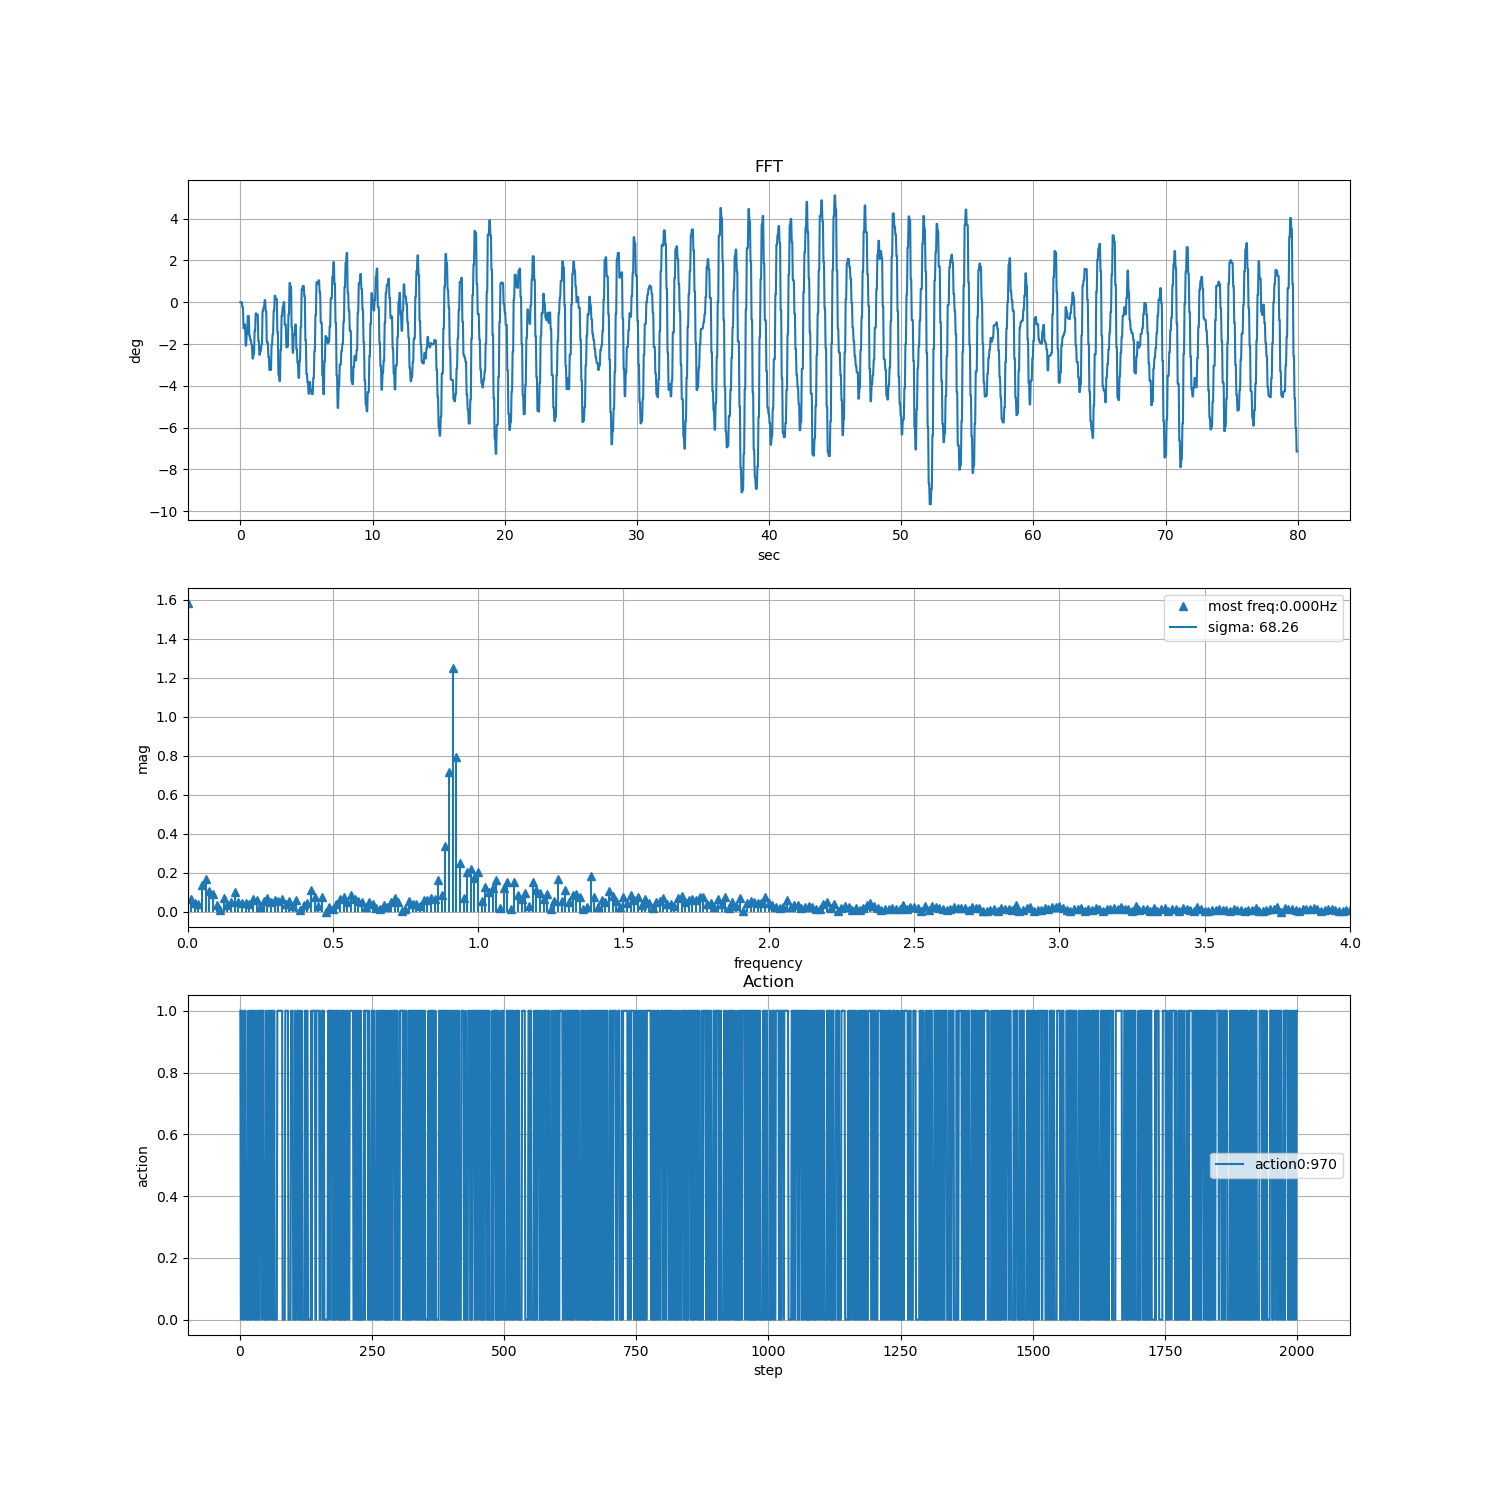 FFT
4
2
0
−2
−4
−6
−8
−10
deg
0 10 20 30 40 50 60 70 80
sec
1.6
1.4
1.2
1.0
0.8
0.6
0.4
0.2
0.0
mag
most freq:0.000Hz
sigma: 68.26
0.0 0.5 1.0 1.5 2.0 2.5 3.0 3.5 4.0
frequency
Action
1.0
0.8
0.6
0.4
0.2
0.0
action
action0:970
0 250 500 750 1000 1250 1500 1750 2000
step